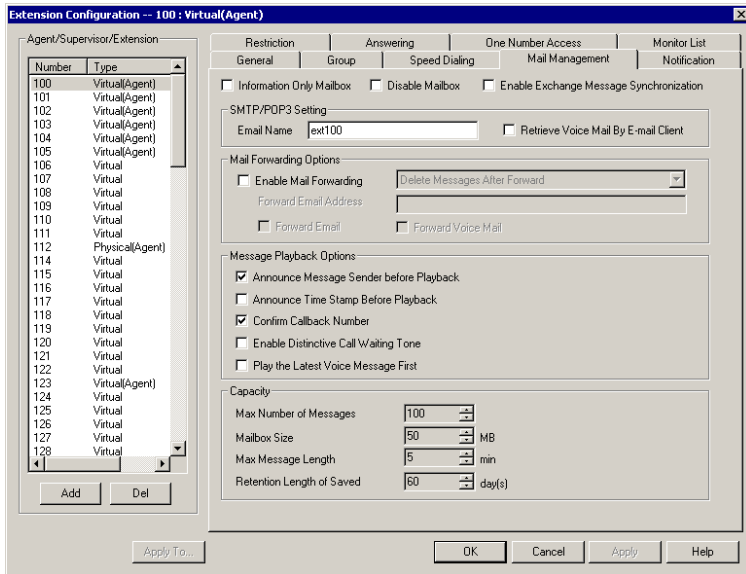 Extension Configuration -- 100 : Virtual(Agent)
Agent/Supervisor/Extension
Number Type
100 Virtual(Agent)
101 Virtual(Agent)
102 Virtual(Agent)
103 Virtual(Agent)
104 Virtual(Agent)
105 Virtual(Agent)
106 Virtual
107 Virtual
108 Virtual
109 Virtual
110 Virtual
111 Virtual
112 Physical(Agent)
114 Virtual
115 Virtual
116 Virtual
117 Virtual
118 Virtual
119 Virtual
120 Virtual
121 Virtual
122 Virtual
123 Virtual(Agent)
124 Virtual
125 Virtual
126 Virtual
127 Virtual
128 Virtual
Add Del
Restriction Answering One Number Access Monitor List
General Group Speed Dialing Mail Management Notification
Information Only Mailbox Disable Mailbox Enable Exchange Message Synchronization
SMTP/POP3 Setting
Email Name ext100 Retrieve Voice Mail By E-mail Client
Mail Forwarding Options
Enable Mail Forwarding Delete Messages After Forward
Forward Email Address
Forward Email Forward Voice Mail
Message Playback Options
Announce Message Sender before Playback
Announce Time Stamp Before Playback
Confirm Callback Number
Enable Distinctive Call Waiting Tone
Play the Latest Voice Message First
Capacity
Max Number of Messages 100
Mailbox Size 50 MB
Max Message Length 5 min
Retention Length of Saved 60 day(s)
Apply To... OK Cancel Apply Help